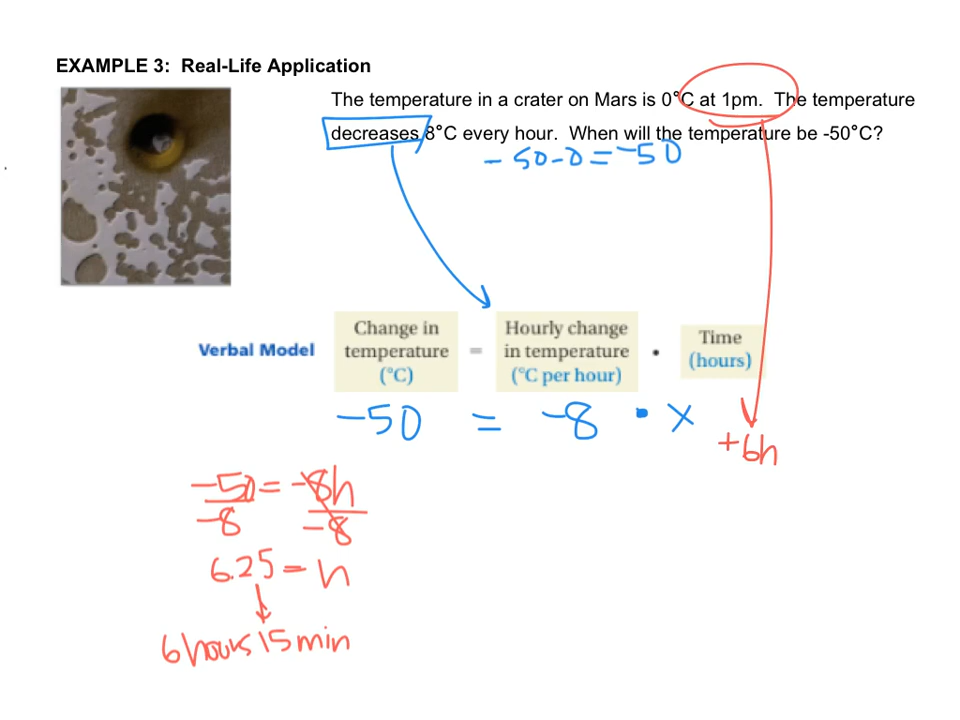 EXAMPLE 3: Real-Life Application
The temperature in a crater on Mars is 0°C at 1pm. The temperature
decreases 8°C every hour. When will the temperature be -50°C?
-50-0=-50
Verbal Model
Change in temperature (°C) = Hourly change in temperature (°C per hour) • Time (hours)
-50 = -8 • x
+6h
-50 = -8h
-8 -8
6.25 = h
6 hours 15 min